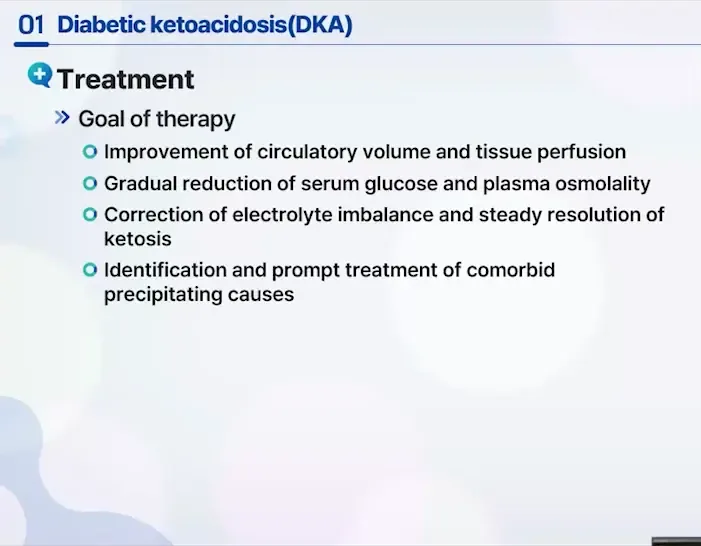 01 Diabetic ketoacidosis(DKA)
Treatment
Goal of therapy
Improvement of circulatory volume and tissue perfusion
Gradual reduction of serum glucose and plasma osmolality
Correction of electrolyte imbalance and steady resolution of
ketosis
Identification and prompt treatment of comorbid
precipitating causes